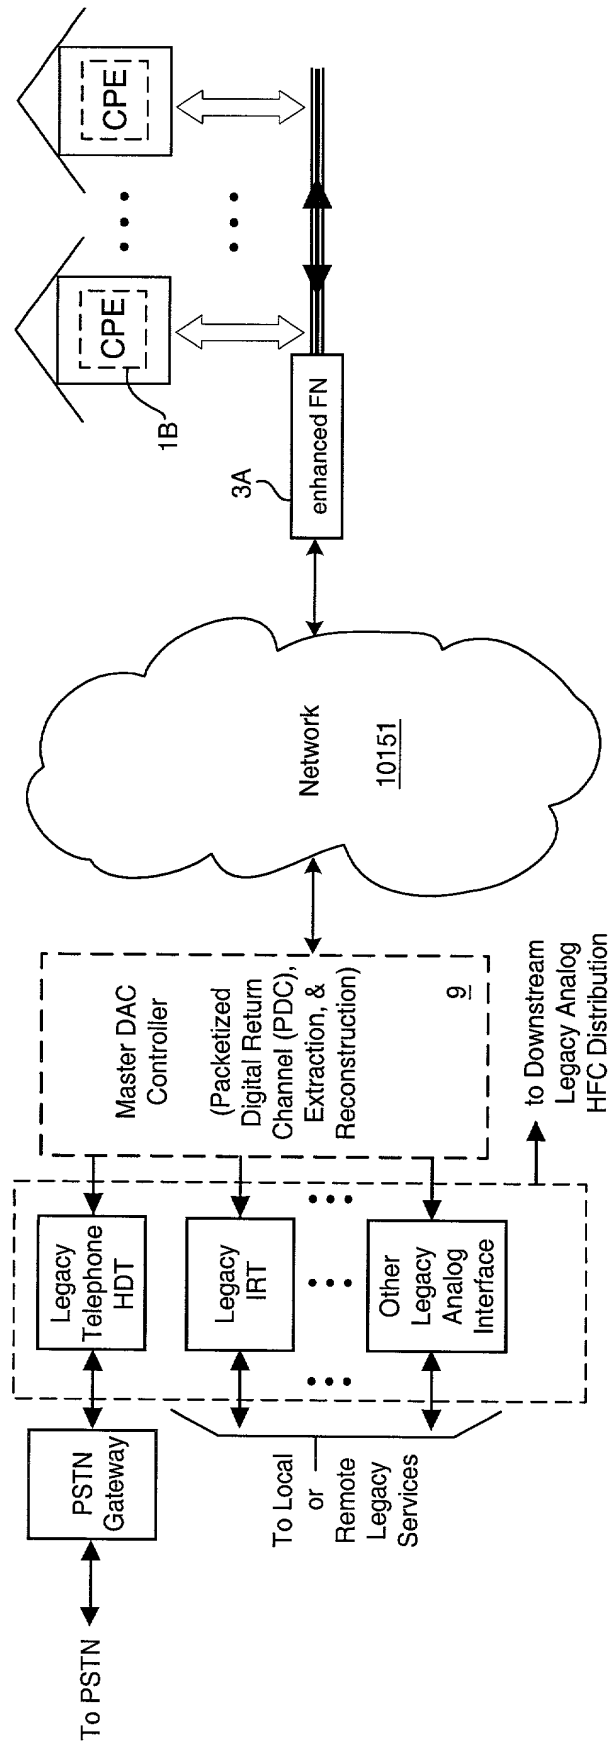 To PSTN
PSTN
Gateway
Legacy
Telephone
HDT
Legacy
IRT
Other
Legacy
Analog
Interface
To Local
or
Remote
Legacy
Services
Master DAC
Controller
(Packetized
Digital Return
Channel (PDC),
Extraction, &
Reconstruction)
9
to Downstream
Legacy Analog
HFC Distribution
Network
10151
3A
enhanced FN
1B
CPE
CPE